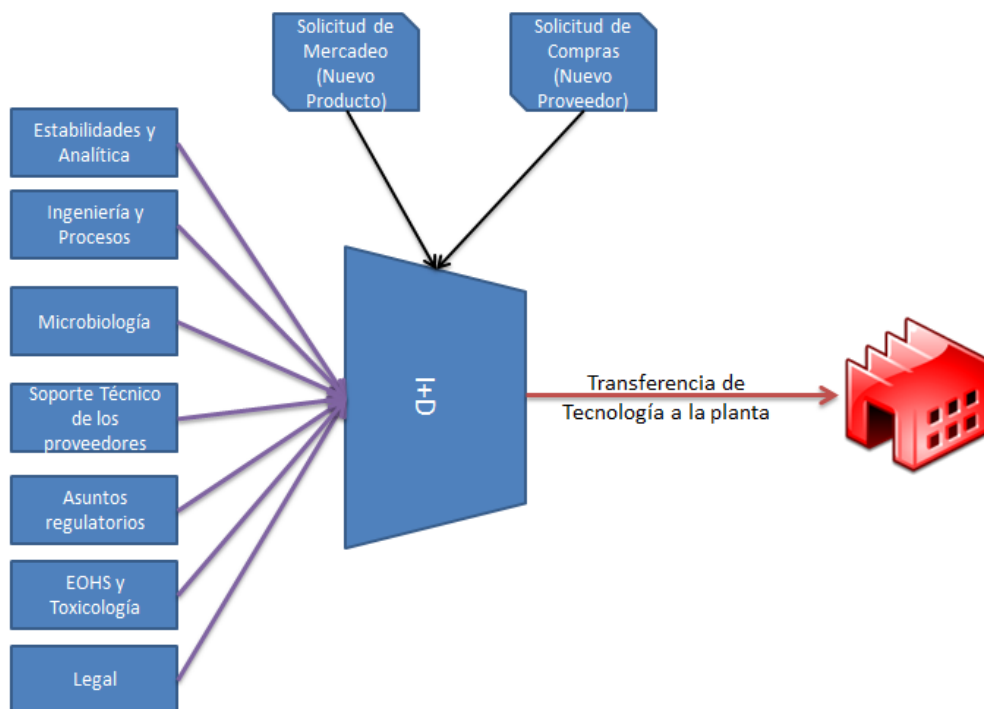 Solicitud de
Mercadeo
(Nuevo
Producto)
Solicitud de
Compras
(Nuevo
Proveedor)
Estabilidades y
Analítica
Ingeniería y
Procesos
Microbiología
Soporte Técnico
de los
proveedores
Asuntos
regulatorios
EOHS y
Toxicología
Legal
I+D
Transferencia de
Tecnología a la planta